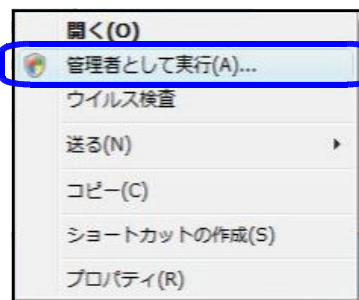 開く(O)
管理者として実行(A)...
ウイルス検査
送る(N)
コピー(C)
ショートカットの作成(S)
プロパティ(R)